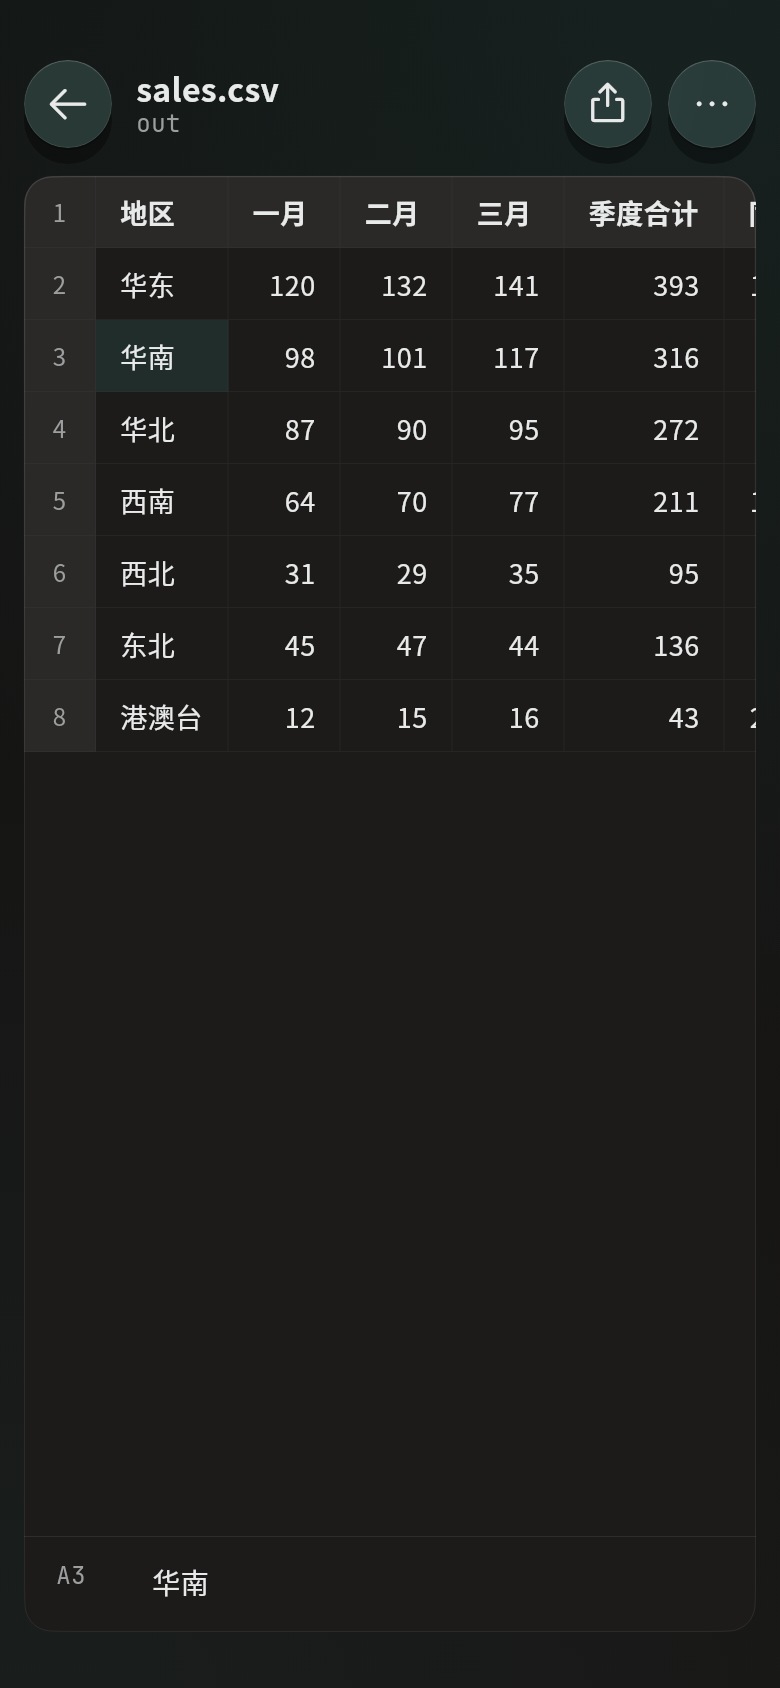 sales.csv
out
1 地区 一月 二月 三月 季度合计
2 华东 120 132 141 393
3 华南 98 101 117 316
4 华北 87 90 95 272
5 西南 64 70 77 211
6 西北 31 29 35 95
7 东北 45 47 44 136
8 港澳台 12 15 16 43
A3 华南